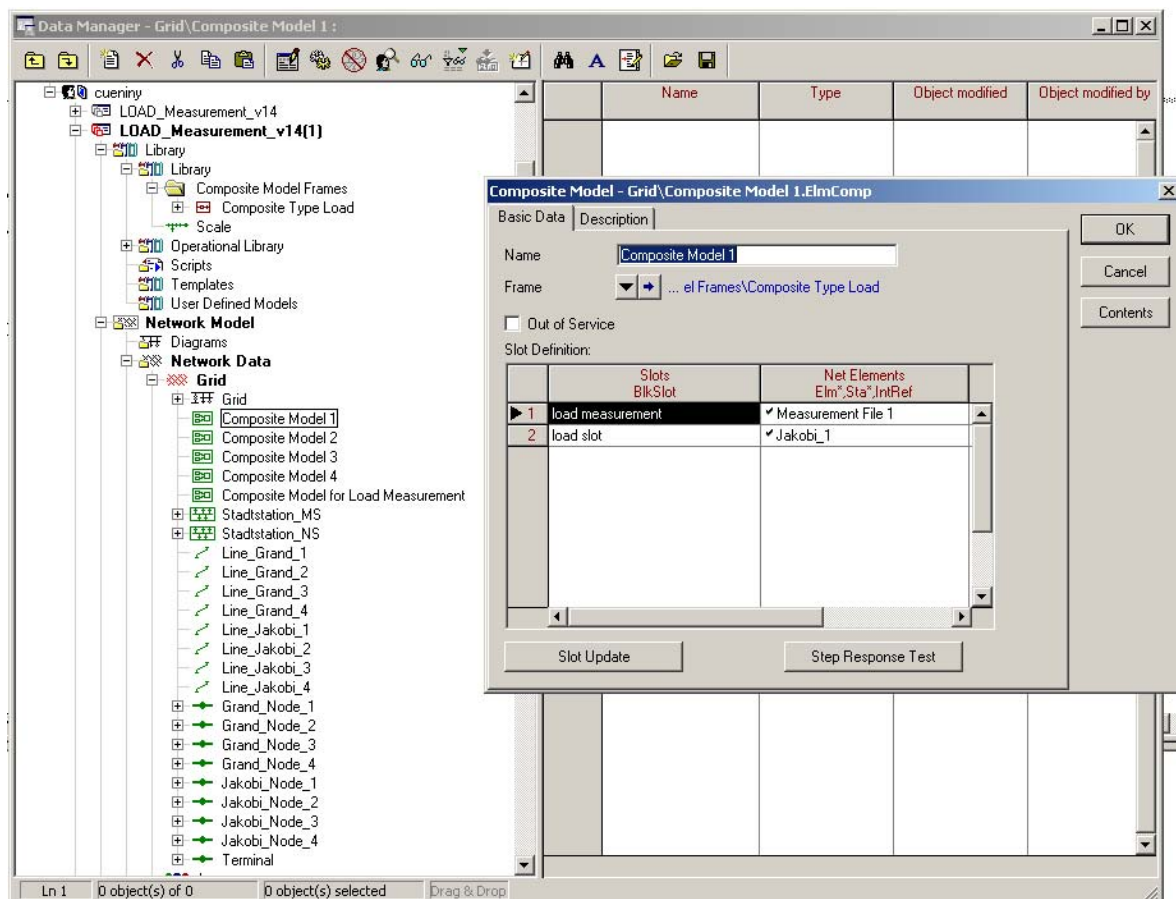 Data Manager - Grid\Composite Model 1 :
Name Type Object modified Object modified by
cueniny
LOAD_Measurement_v14
LOAD_Measurement_v14(1)
Library
Library
Composite Model Frames
Composite Type Load
Scale
Operational Library
Scripts
Templates
User Defined Models
Network Model
Diagrams
Network Data
Grid
Grid
Composite Model 1
Composite Model 2
Composite Model 3
Composite Model 4
Composite Model for Load Measurement
Stadtstation_MS
Stadtstation_NS
Line_Grand_1
Line_Grand_2
Line_Grand_3
Line_Grand_4
Line_Jakobi_1
Line_Jakobi_2
Line_Jakobi_3
Line_Jakobi_4
Grand_Node_1
Grand_Node_2
Grand_Node_3
Grand_Node_4
Jakobi_Node_1
Jakobi_Node_2
Jakobi_Node_3
Jakobi_Node_4
Terminal
Composite Model - Grid\Composite Model 1.ElmComp
Basic Data Description
OK
Cancel
Contents
Name Composite Model 1
Frame ... el Frames\Composite Type Load
Out of Service
Slot Definition:
Slots Net Elements
BlkSlot Elm*,Sta*,IntRef
1 load measurement Measurement File 1
2 load slot Jakobi_1
Slot Update Step Response Test
Ln 1 0 object(s) of 0 0 object(s) selected Drag & Drop